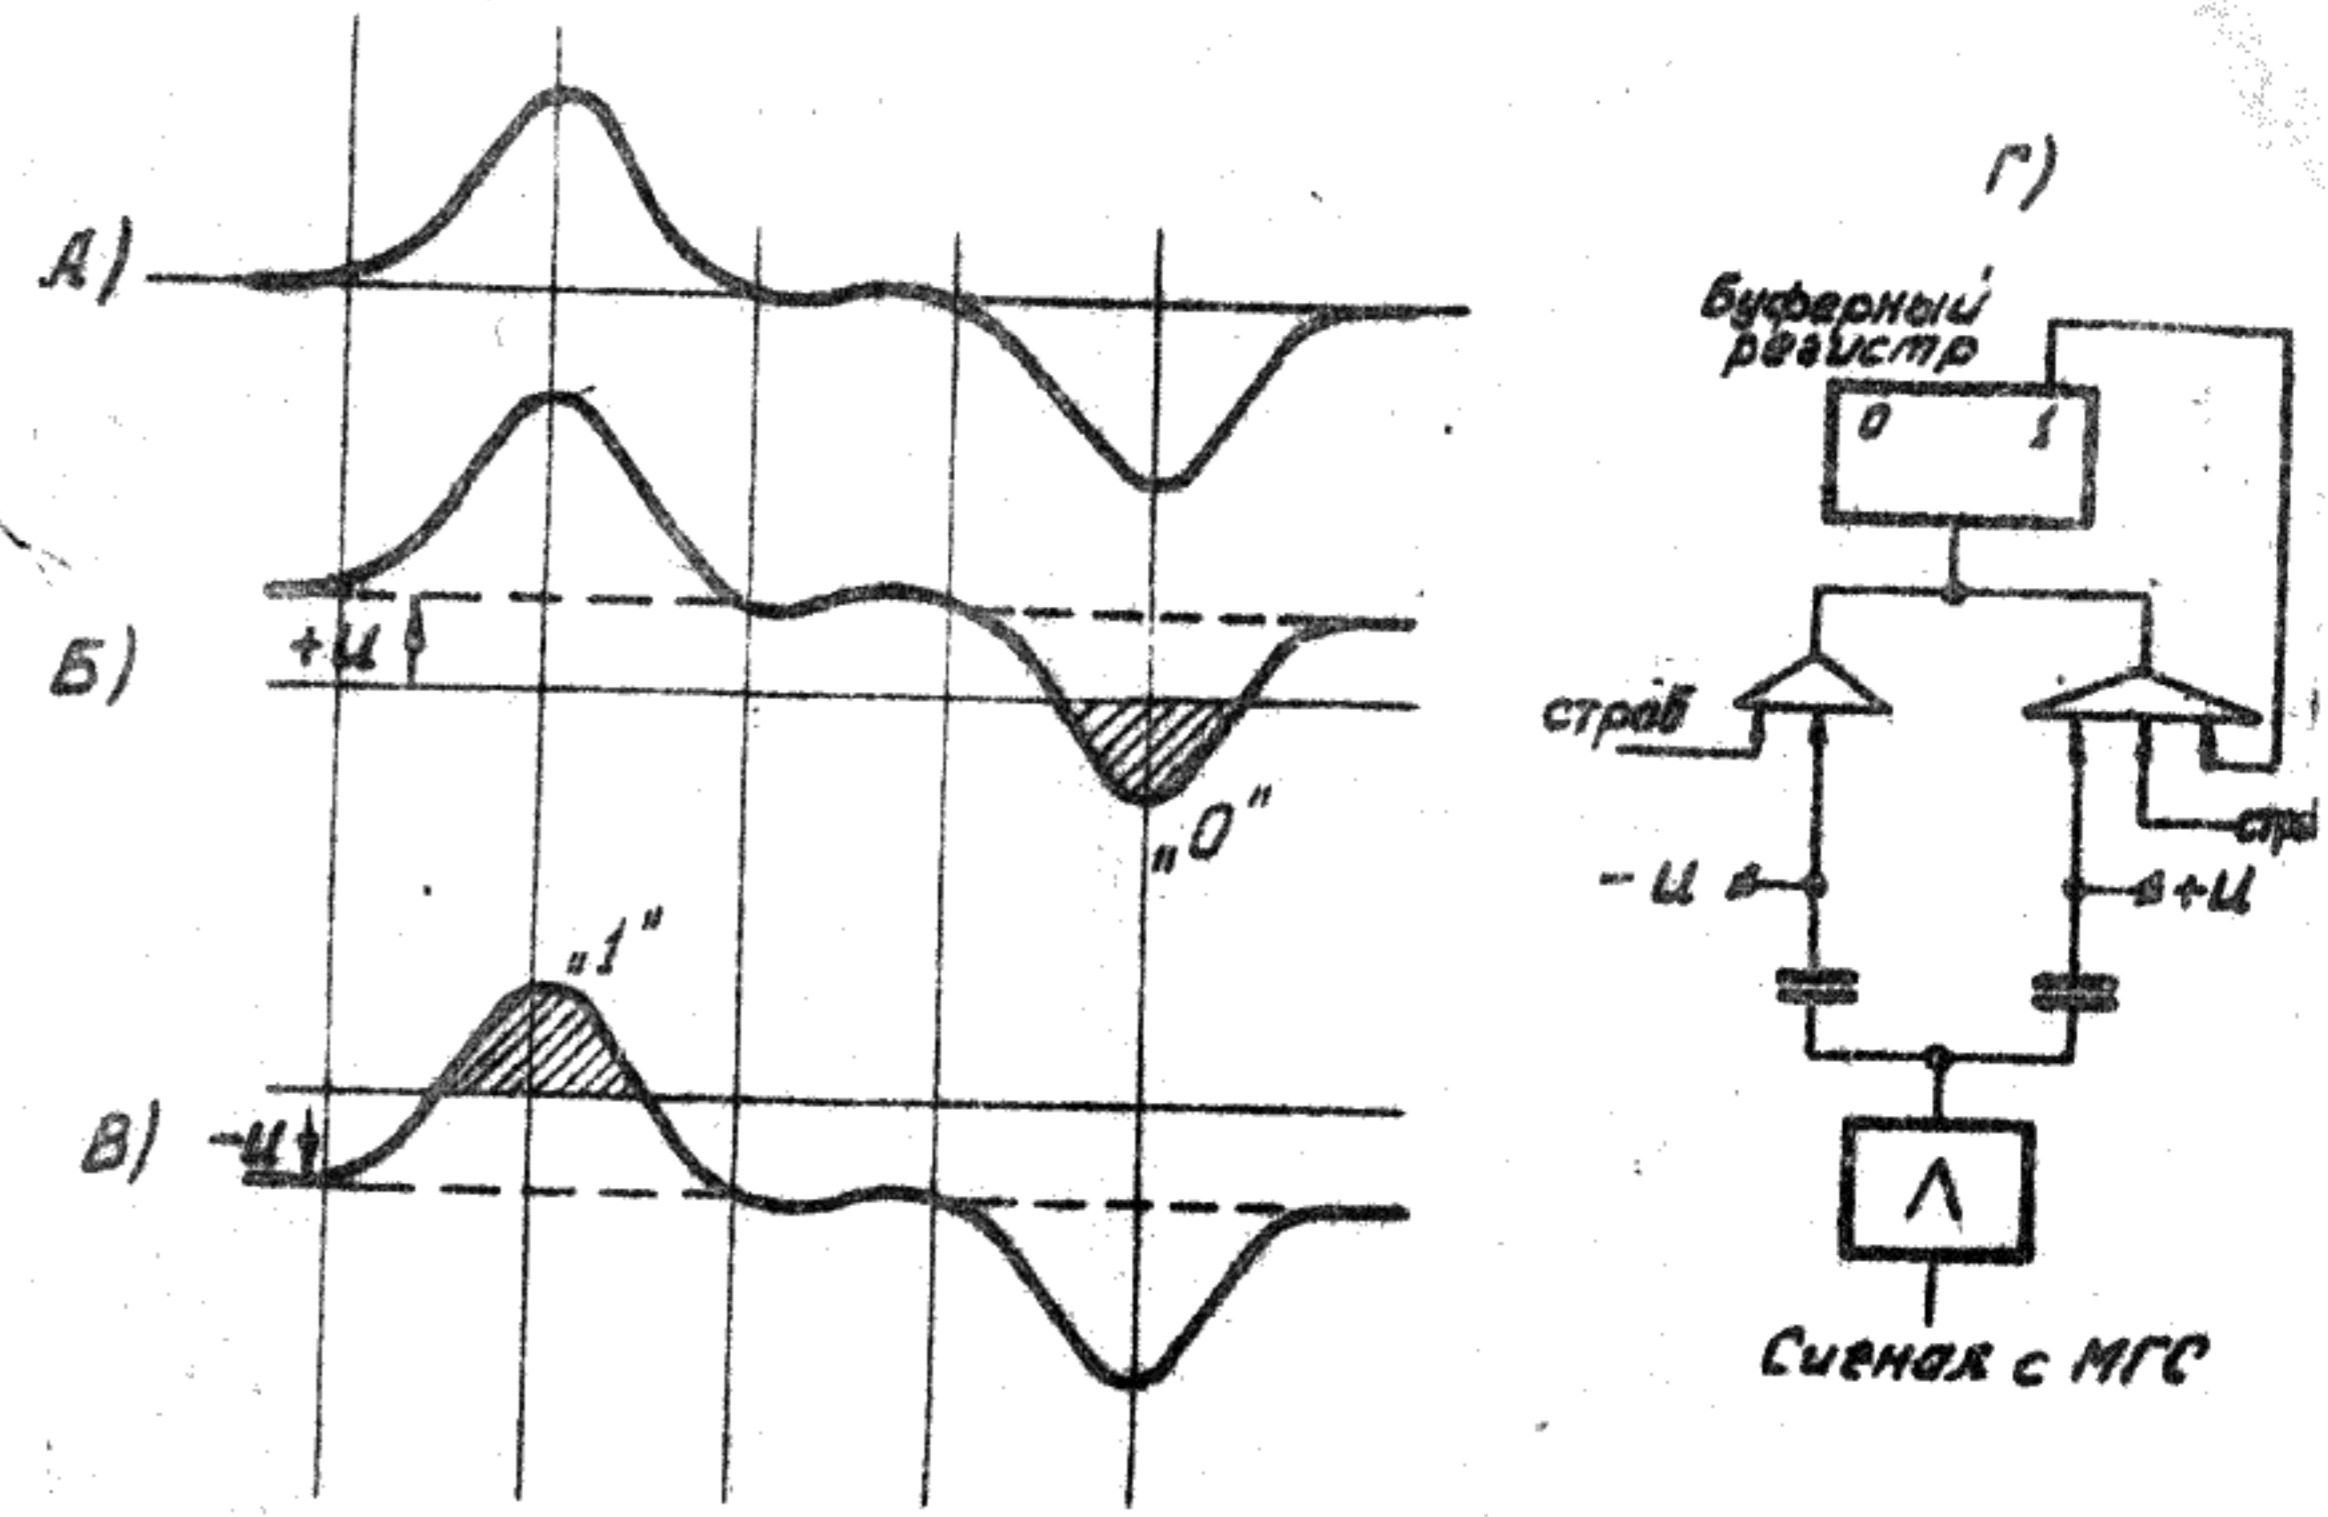 А)
Б)
+U
„0"
„1"
В)
-U
Г)
Буферный
регистр
0 1
строб
-U +U
Сигнал с МГС